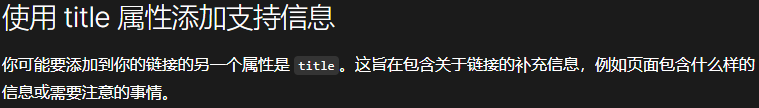 使用 title 属性添加支持信息
你可能要添加到你的链接的另一个属性是 title。这旨在包含关于链接的补充信息，例如页面包含什么样的
信息或需要注意的事情。